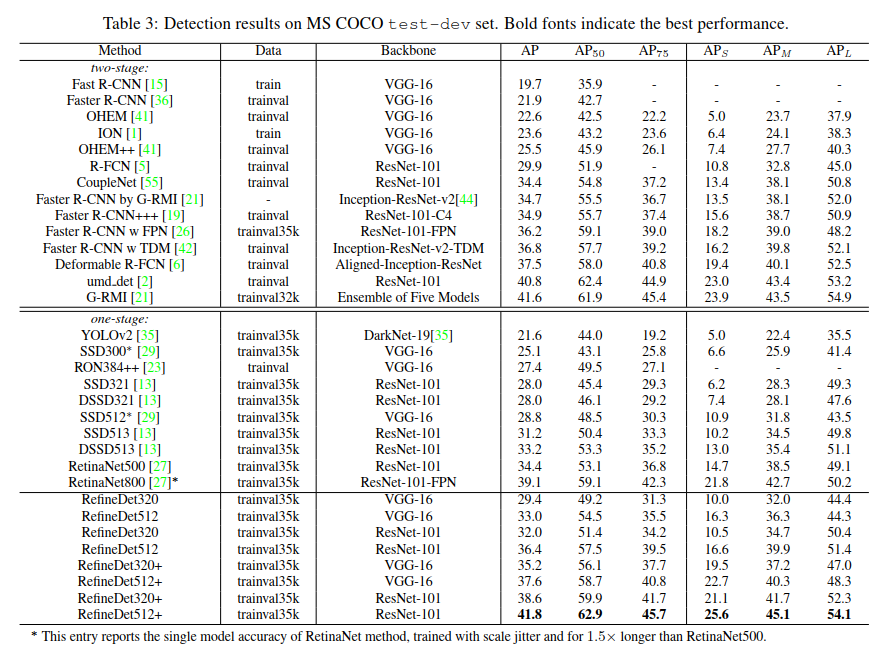 Table 3: Detection results on MS COCO test-dev set. Bold fonts indicate the best performance.
Method Data Backbone AP AP50 AP75 APS APM APL
two-stage:
Fast R-CNN [15] train VGG-16 19.7 35.9 - - - -
Faster R-CNN [36] trainval VGG-16 21.9 42.7 - - - -
OHEM [41] trainval VGG-16 22.6 42.5 22.2 5.0 23.7 37.9
ION [1] train VGG-16 23.6 43.2 23.6 6.4 24.1 38.3
OHEM++ [41] trainval VGG-16 25.5 45.9 26.1 7.4 27.7 40.3
R-FCN [5] trainval ResNet-101 29.9 51.9 - 10.8 32.8 45.0
CoupleNet [55] trainval ResNet-101 34.4 54.8 37.2 13.4 38.1 50.8
Faster R-CNN by G-RMI [21] - Inception-ResNet-v2[44] 34.7 55.5 36.7 13.5 38.1 52.0
Faster R-CNN+++ [19] trainval ResNet-101-C4 34.9 55.7 37.4 15.6 38.7 50.9
Faster R-CNN w FPN [26] trainval35k ResNet-101-FPN 36.2 59.1 39.0 18.2 39.0 48.2
Faster R-CNN w TDM [42] trainval Inception-ResNet-v2-TDM 36.8 57.7 39.2 16.2 39.8 52.1
Deformable R-FCN [6] trainval Aligned-Inception-ResNet 37.5 58.0 40.8 19.4 40.1 52.5
umd_det [2] trainval ResNet-101 40.8 62.4 44.9 23.0 43.4 53.2
G-RMI [21] trainval32k Ensemble of Five Models 41.6 61.9 45.4 23.9 43.5 54.9
one-stage:
YOLOv2 [35] trainval35k DarkNet-19[35] 21.6 44.0 19.2 5.0 22.4 35.5
SSD300* [29] trainval35k VGG-16 25.1 43.1 25.8 6.6 25.9 41.4
RON384++ [23] trainval VGG-16 27.4 49.5 27.1 - - -
SSD321 [13] trainval35k ResNet-101 28.0 45.4 29.3 6.2 28.3 49.3
DSSD321 [13] trainval35k ResNet-101 28.0 46.1 29.2 7.4 28.1 47.6
SSD512* [29] trainval35k VGG-16 28.8 48.5 30.3 10.9 31.8 43.5
SSD513 [13] trainval35k ResNet-101 31.2 50.4 33.3 10.2 34.5 49.8
DSSD513 [13] trainval35k ResNet-101 33.2 53.3 35.2 13.0 35.4 51.1
RetinaNet500 [27] trainval35k ResNet-101 34.4 53.1 36.8 14.7 38.5 49.1
RetinaNet800 [27]* trainval35k ResNet-101-FPN 39.1 59.1 42.3 21.8 42.7 50.2
RefineDet320 trainval35k VGG-16 29.4 49.2 31.3 10.0 32.0 44.4
RefineDet512 trainval35k VGG-16 33.0 54.5 35.5 16.3 36.3 44.3
RefineDet320 trainval35k ResNet-101 32.0 51.4 34.2 10.5 34.7 50.4
RefineDet512 trainval35k ResNet-101 36.4 57.5 39.5 16.6 39.9 51.4
RefineDet320+ trainval35k VGG-16 35.2 56.1 37.7 19.5 37.2 47.0
RefineDet512+ trainval35k VGG-16 37.6 58.7 40.8 22.7 40.3 48.3
RefineDet320+ trainval35k ResNet-101 38.6 59.9 41.7 21.1 41.7 52.3
RefineDet512+ trainval35k ResNet-101 41.8 62.9 45.7 25.6 45.1 54.1
* This entry reports the single model accuracy of RetinaNet method, trained with scale jitter and for 1.5× longer than RetinaNet500.